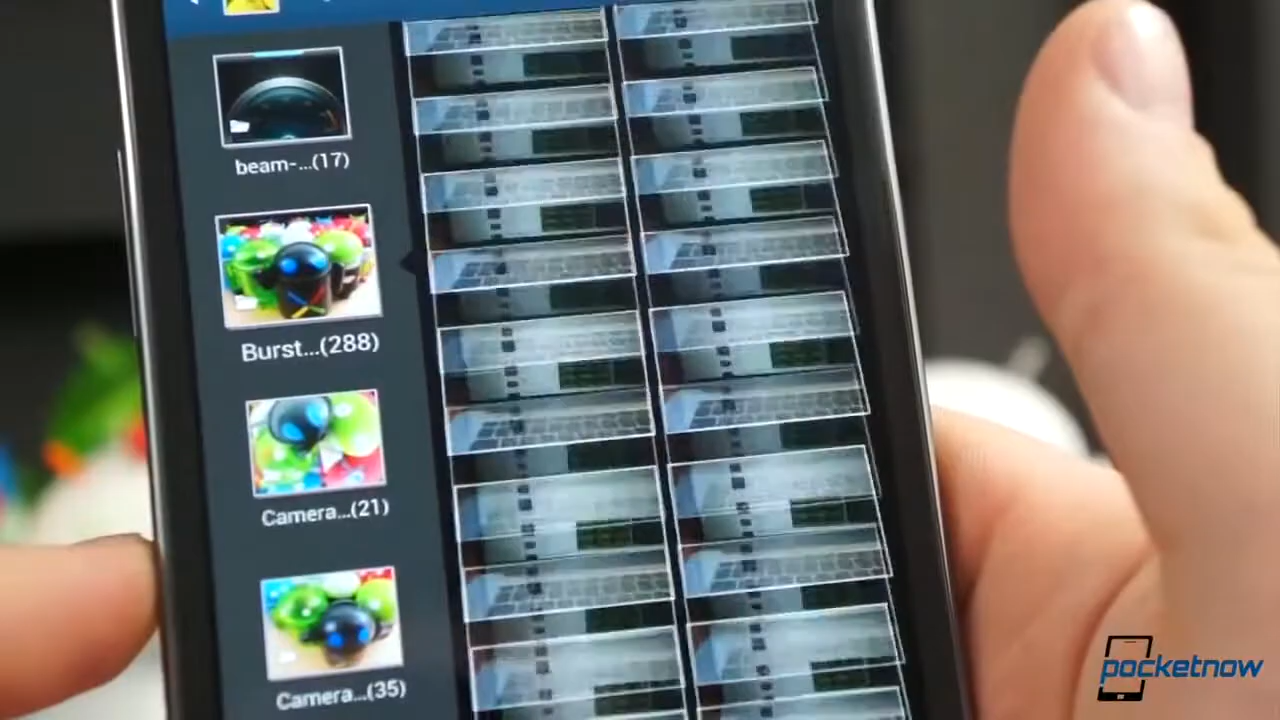 beam-...(17)
Burst...(288)
Camera...(21)
Camera...(35)
pocketnow